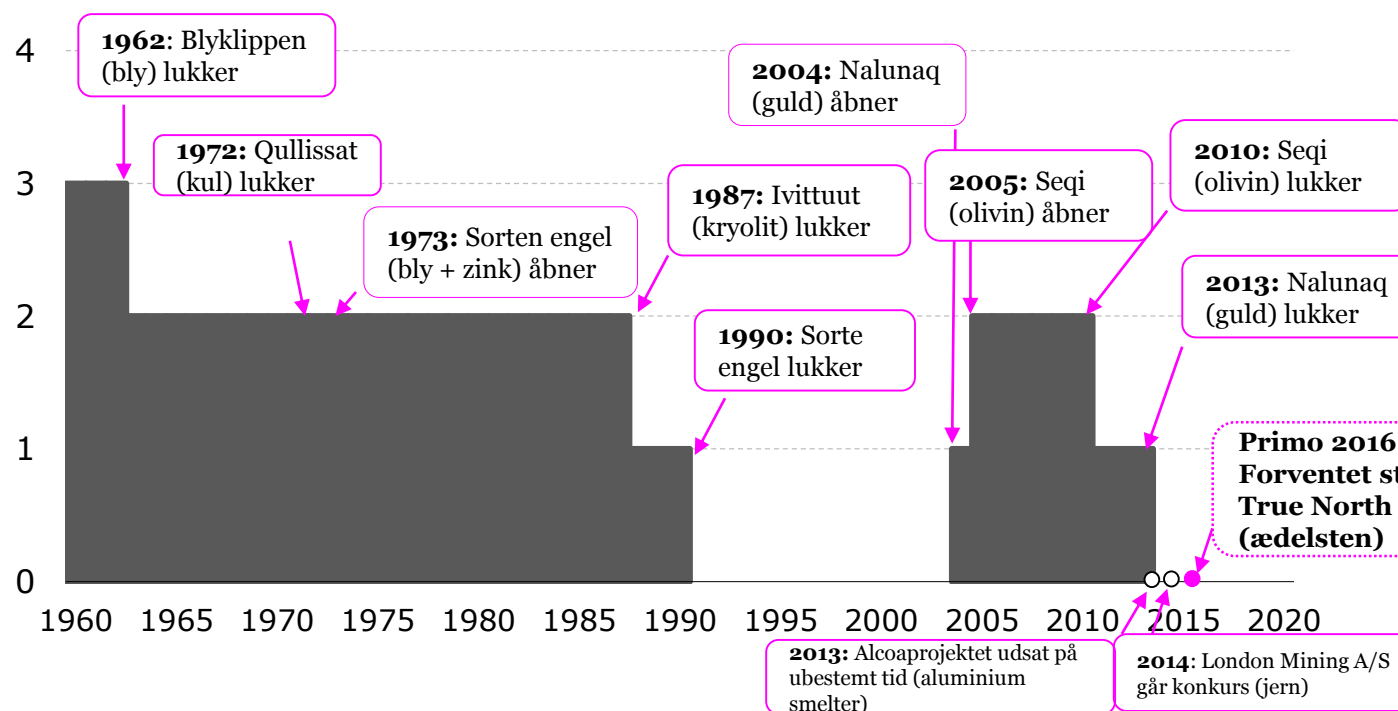 4
3
2
1
0
1962: Blyklippen
(bly) lukker
1972: Qullissat
(kul) lukker
1973: Sorten engel
(bly + zink) åbner
1987: Ivittuut
(kryolit) lukker
1990: Sorte
engel lukker
2004: Nalunaq
(guld) åbner
2005: Seqi
(olivin) åbner
2010: Seqi
(olivin) lukker
2013: Nalunaq
(guld) lukker
Primo 2016
Forventet st
True North
(ædelsten)
1960 1965 1970 1975 1980 1985 1990 1995 2000 2005 2010 2015 2020
2013: Alcoaprojektet udsat på
ubestemt tid (aluminium
smelter)
2014: London Mining A/S
går konkurs (jern)